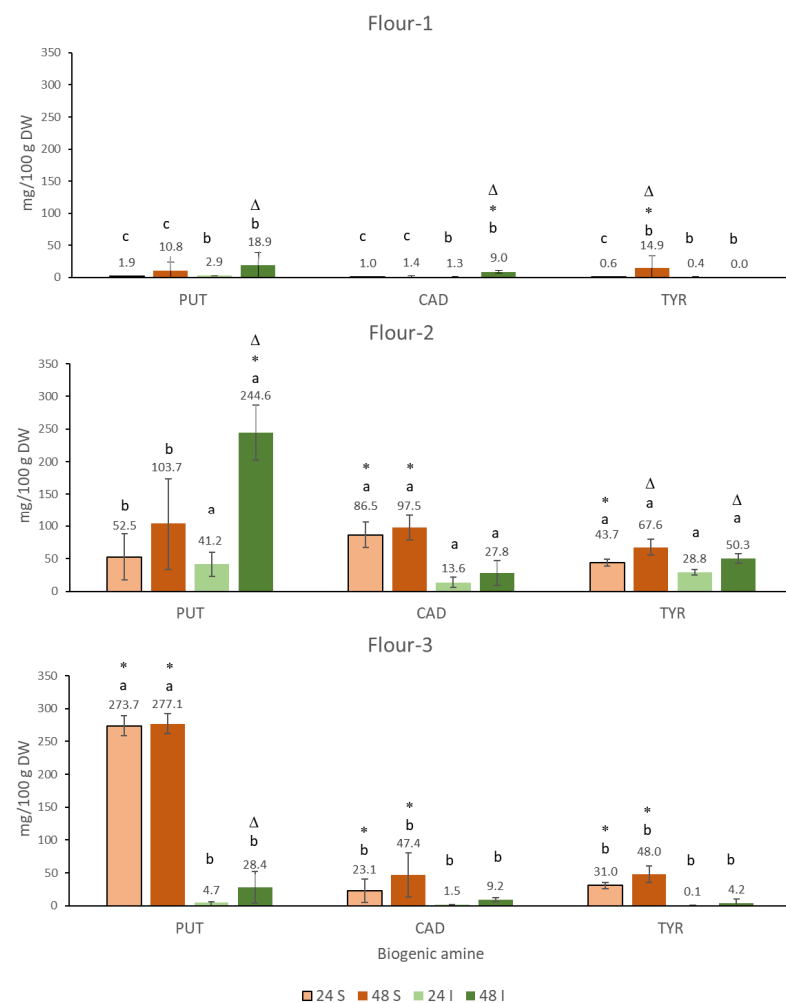 Flour-1
mg/100 g DW
350
300
250
200
150
100
50
0
Δ
Δ Δ
* *
c c b b c c b b c b b b
1.9 10.8 2.9 18.9 1.0 1.4 1.3 9.0 0.6 14.9 0.4 0.0
PUT CAD TYR
Flour-2
mg/100 g DW
350
300
250
200
150
100
50
0
Δ
*
a
244.6
b b a
52.5 103.7 41.2
* * * Δ Δ
a a a a a a a a
86.5 97.5 13.6 27.8 43.7 67.6 28.8 50.3
PUT CAD TYR
Flour-3
mg/100 g DW
350
300
250
200
150
100
50
0
* *
a a
273.7 277.1
Δ
b b
4.7 28.4
* * * *
b b b b b b b b
23.1 47.4 1.5 9.2 31.0 48.0 0.1 4.2
PUT CAD TYR
Biogenic amine
24 S 48 S 24 I 48 I